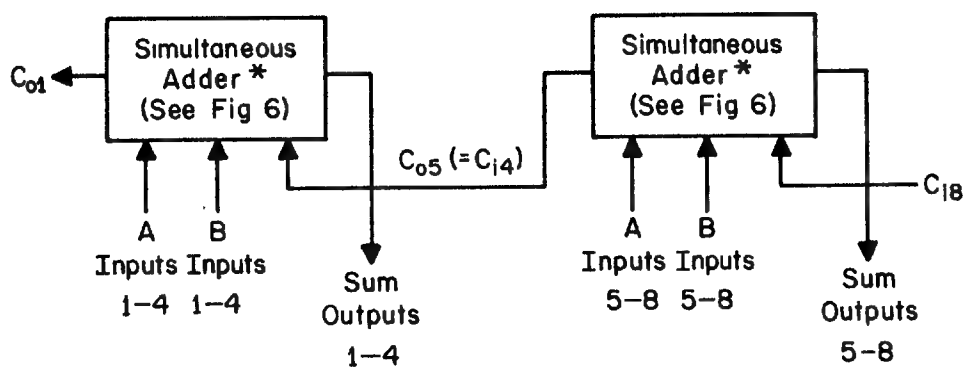 Simultaneous
Adder *
(See Fig 6)
Co1
A
Inputs
1–4
B
Inputs
1–4
Sum
Outputs
1–4
Co5 (=Ci4)
Simultaneous
Adder *
(See Fig 6)
Ci8
A
Inputs
5–8
B
Inputs
5–8
Sum
Outputs
5–8